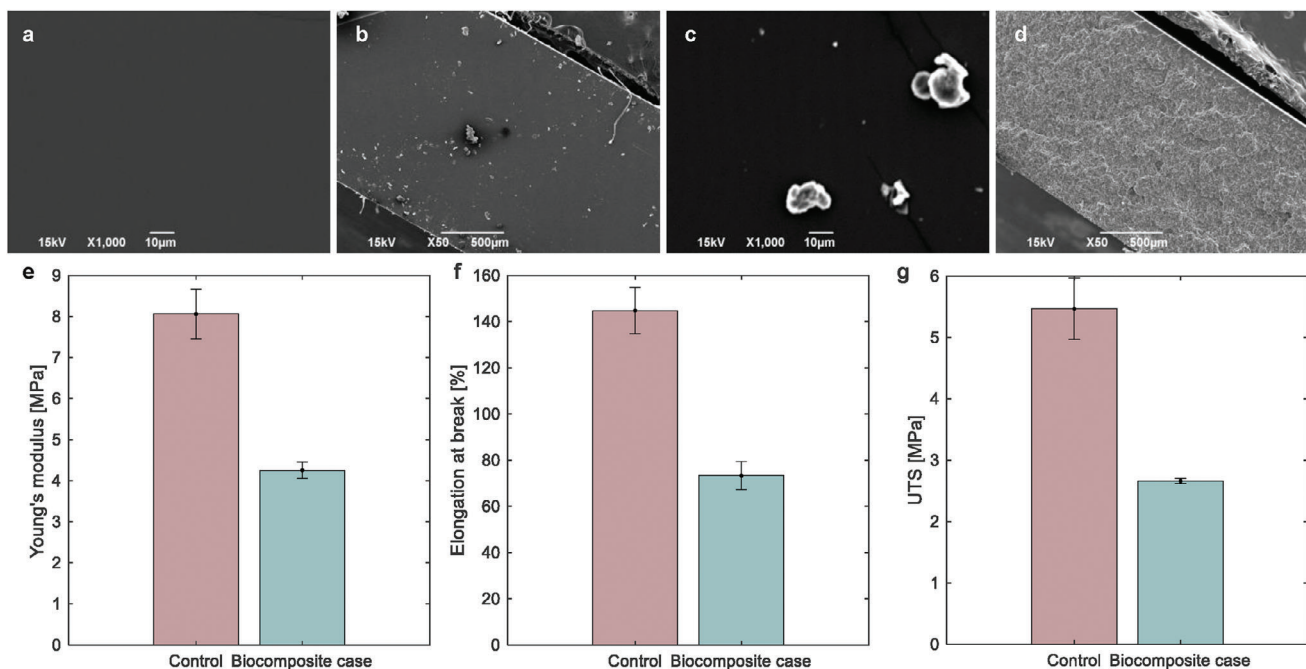 a
15kV X1,000 10µm
b
15kV X50 500µm
c
15kV X1,000 10µm
d
15kV X50 500µm
e
9
8
7
6
5
4
3
2
1
0
Young's modulus [MPa]
Control Biocomposite case
f
160
140
120
100
80
60
40
20
0
Elongation at break [%]
Control Biocomposite case
g
6
5
4
3
2
1
0
UTS [MPa]
Control Biocomposite case